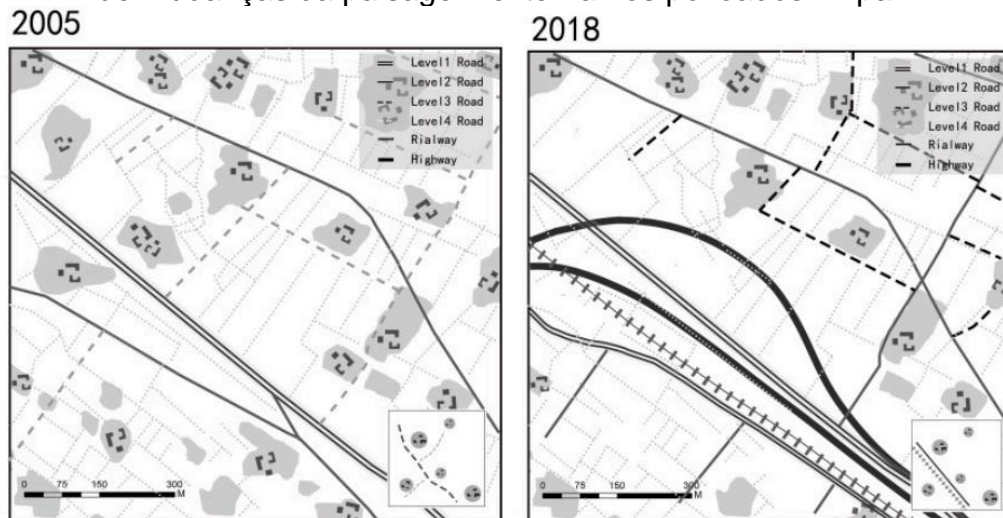 2005
Level1 Road
Level2 Road
Level3 Road
Level4 Road
Rialway
Highway
0 75 150 300
M
2018
Level1 Road
Level2 Road
Level3 Road
Level4 Road
Rialway
Highway
0 75 150 300
M